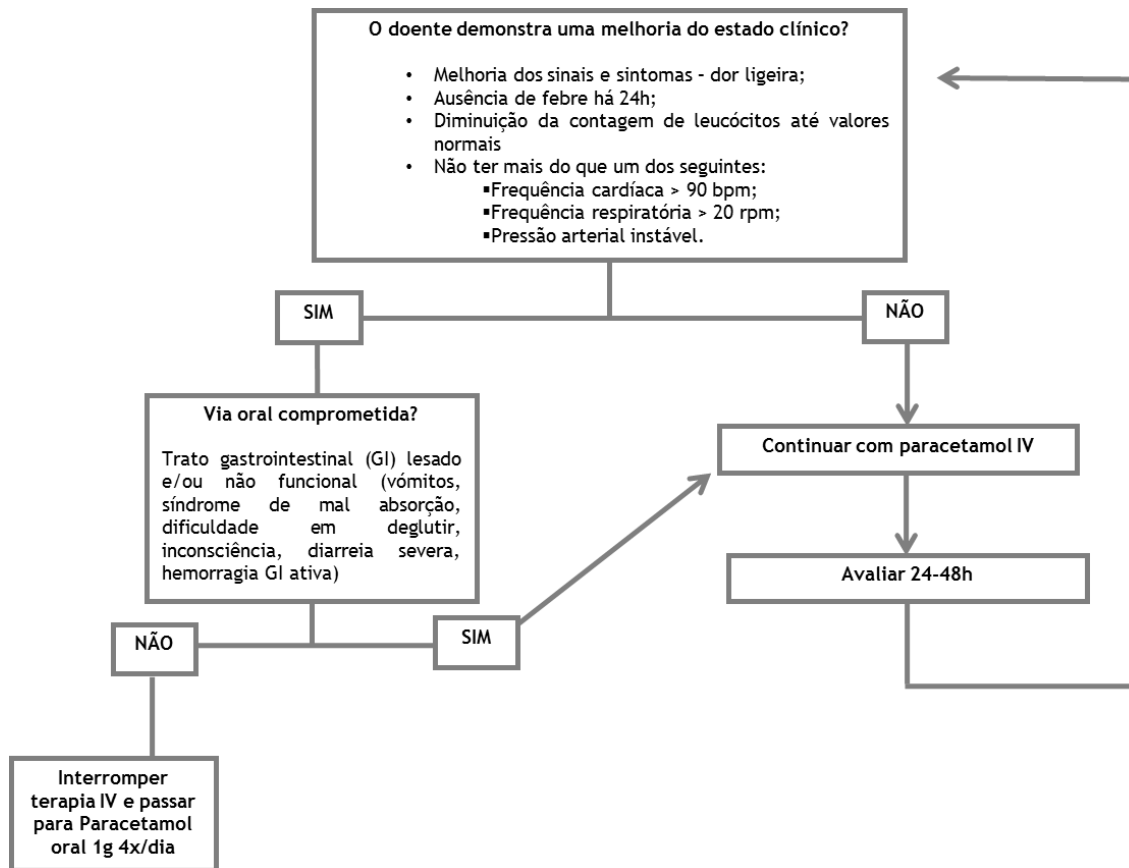 O doente demonstra uma melhoria do estado clínico?
• Melhoria dos sinais e sintomas – dor ligeira;
• Ausência de febre há 24h;
• Diminuição da contagem de leucócitos até valores
normais
• Não ter mais do que um dos seguintes:
▪Frequência cardíaca > 90 bpm;
▪Frequência respiratória > 20 rpm;
▪Pressão arterial instável.
SIM
NÃO
Via oral comprometida?
Trato gastrointestinal (GI) lesado
e/ou não funcional (vómitos,
síndrome de mal absorção,
dificuldade em deglutir,
inconsciência, diarreia severa,
hemorragia GI ativa)
Continuar com paracetamol IV
Avaliar 24-48h
NÃO
SIM
Interromper
terapia IV e passar
para Paracetamol
oral 1g 4x/dia